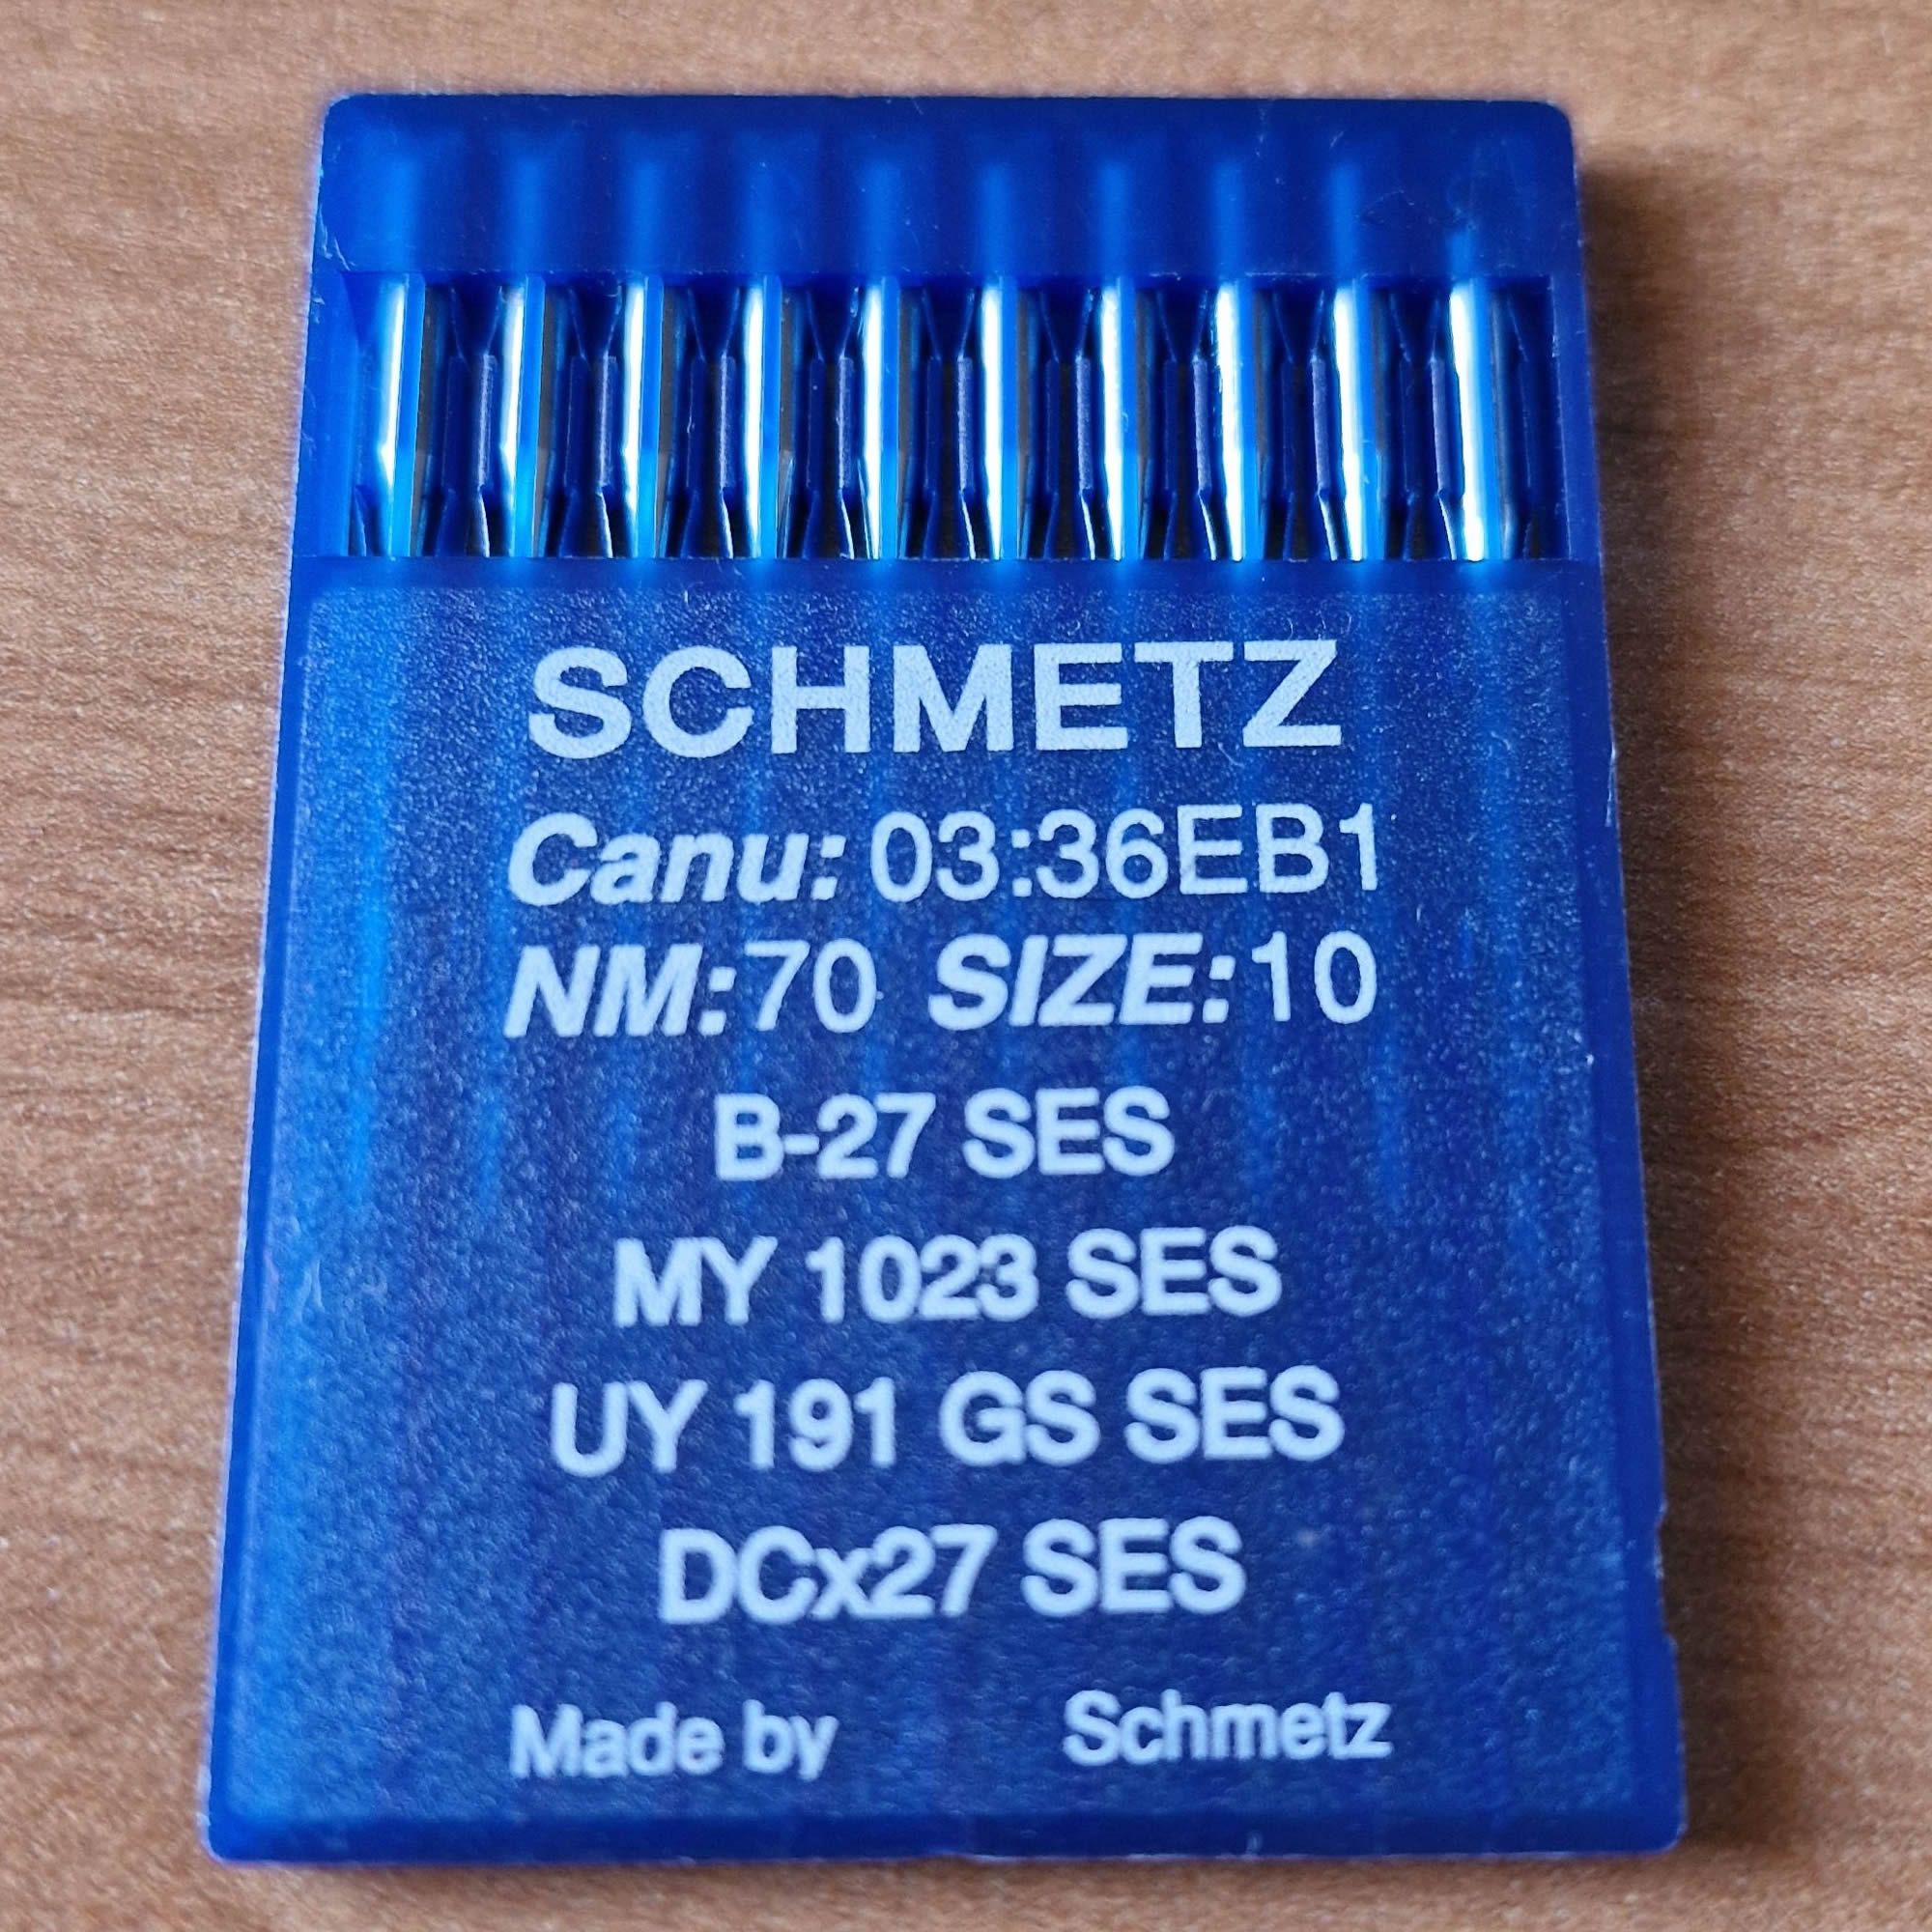 SCHMETZ
Canu: 03:36EB1
NM:70 SIZE:10
B-27 SES
MY 1023 SES
UY 191 GS SES
DCx27 SES
Made by Schmetz